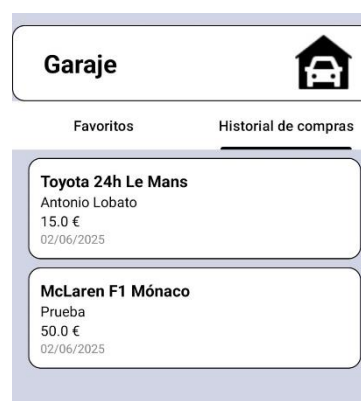 Garaje
Favoritos Historial de compras
Toyota 24h Le Mans
Antonio Lobato
15.0 €
02/06/2025
McLaren F1 Mónaco
Prueba
50.0 €
02/06/2025